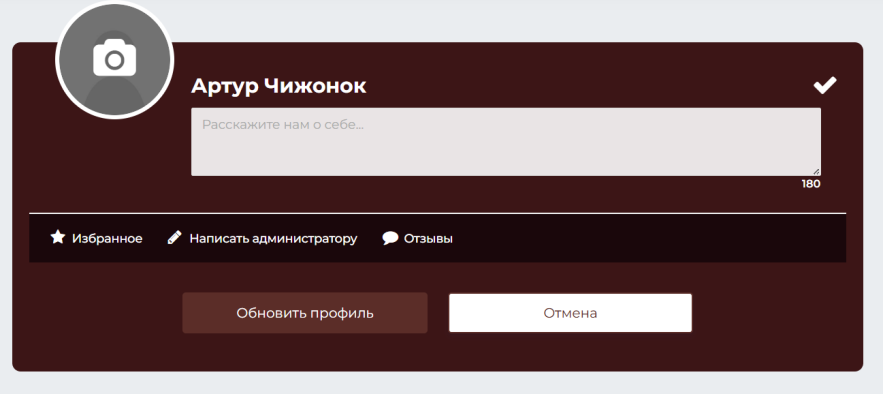 Артур Чижонок
Расскажите нам о себе...
180
Избранное Написать администратору Отзывы
Обновить профиль Отмена